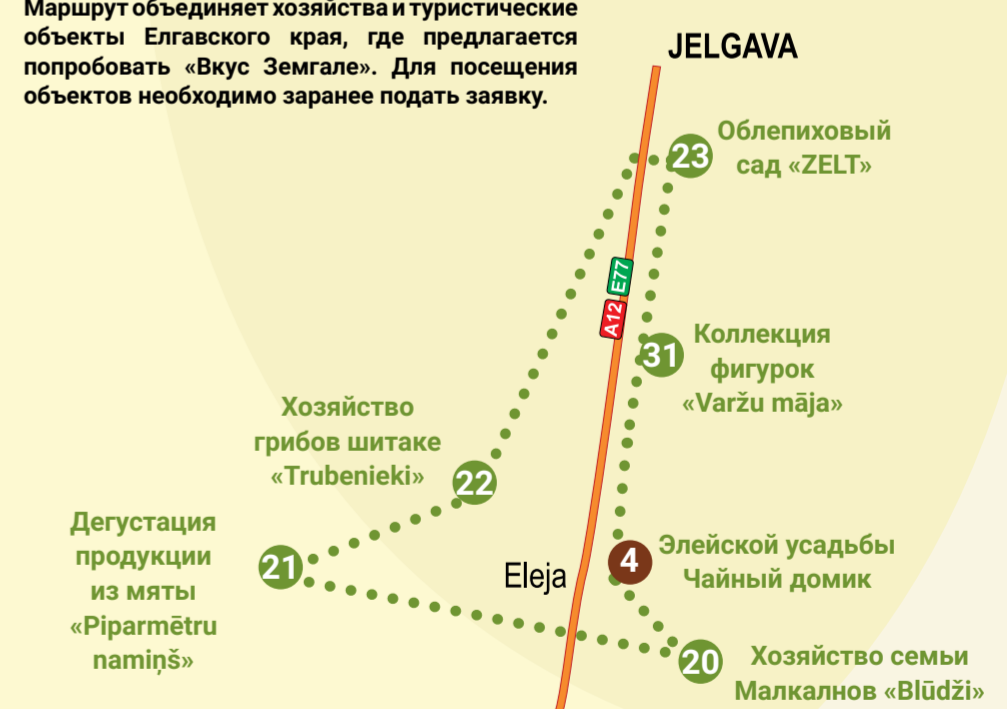 Маршрут объединяет хозяйства и туристические
объекты Елгавского края, где предлагается
попробовать «Вкус Земгале». Для посещения
объектов необходимо заранее подать заявку.
JELGAVA
23
Облепиховый
сад «ZELT»
E77
A12
31
Коллекция
фигурок
«Varžu māja»
Хозяйство
грибов шитаке
«Trubenieki»
22
Дегустация
продукции
из мяты
«Piparmētru
namiņš»
21
Eleja
4
Элейской усадьбы
Чайный домик
20
Хозяйство семьи
Малкалнов «Blūdži»